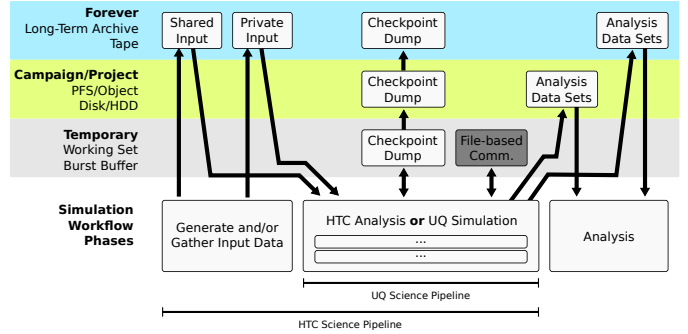 Forever
Long-Term Archive
Tape
Shared
Input
Private
Input
Checkpoint
Dump
Analysis
Data Sets
Campaign/Project
PFS/Object
Disk/HDD
Checkpoint
Dump
Analysis
Data Sets
Temporary
Working Set
Burst Buffer
Checkpoint
Dump
File-based
Comm.
Simulation
Workflow
Phases
Generate and/or
Gather Input Data
HTC Analysis or UQ Simulation
...
...
Analysis
UQ Science Pipeline
HTC Science Pipeline